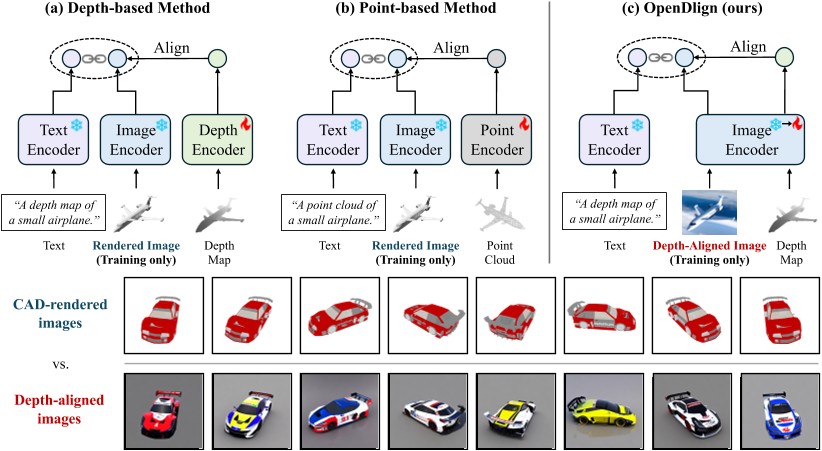 (a) Depth-based Method
(b) Point-based Method
(c) OpenDlign (ours)
Align
Align
Align
Text
Encoder
Image
Encoder
Depth
Encoder
Text
Encoder
Image
Encoder
Point
Encoder
Text
Encoder
Image
Encoder
“A depth map of
a small airplane.”
“A point cloud of
a small airplane.”
“A depth map of
a small airplane.”
Text
Rendered Image
(Training only)
Depth
Map
Text
Rendered Image
(Training only)
Point
Cloud
Text
Depth-Aligned Image
(Training only)
Depth
Map
CAD-rendered
images
vs.
Depth-aligned
images